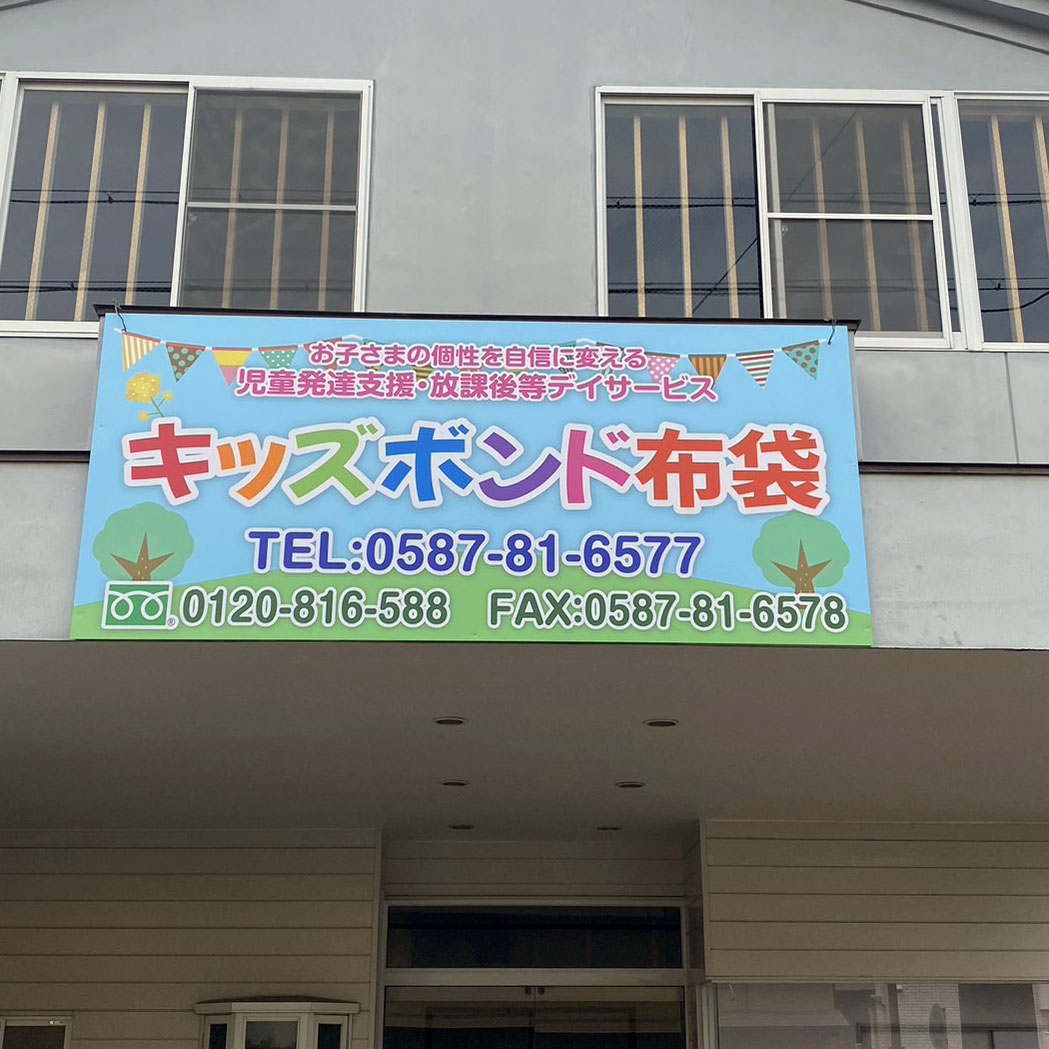 お子さまの個性を自信に変える
児童発達支援・放課後等デイサービス
キッズボンド布袋
TEL:0587-81-6577
®0120-816-588 FAX:0587-81-6578